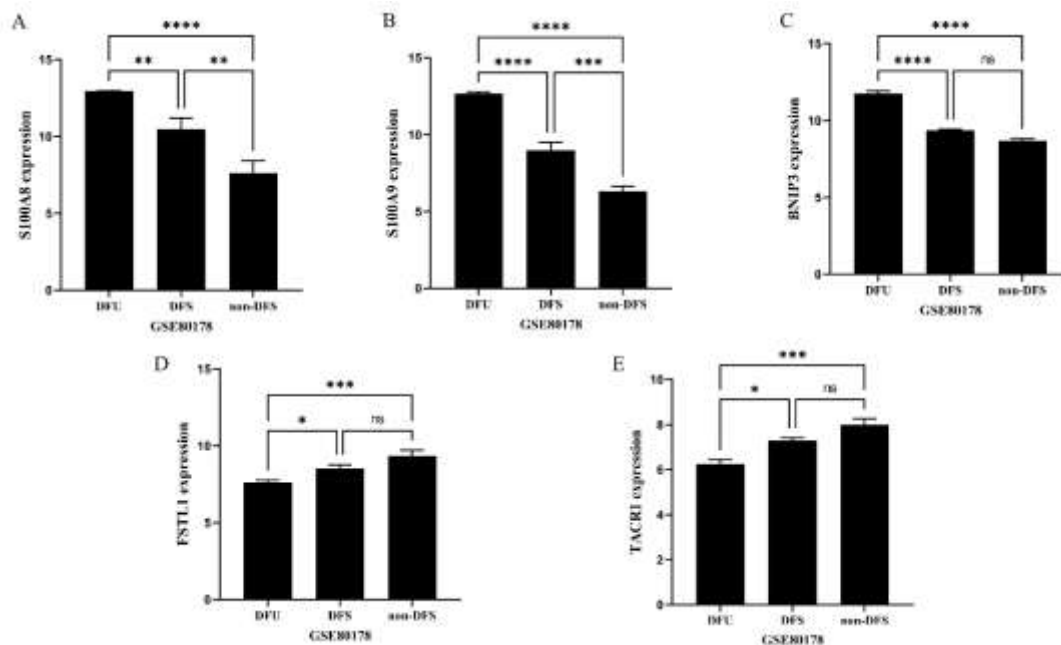 A
B
C
****
**
**
S100A8 expression
15
10
5
0
DFU
DFS
non-DFS
GSE80178
****
****
***
S100A9 expression
15
10
5
0
DFU
DFS
non-DFS
GSE80178
****
****
ns
BNIP3 expression
15
10
5
0
DFU
DFS
non-DFS
GSE80178
D
E
***
*
ns
FSTL1 expression
15
10
5
0
DFU
DFS
non-DFS
GSE80178
***
*
ns
TACR1 expression
10
8
6
4
2
0
DFU
DFS
non-DFS
GSE80178